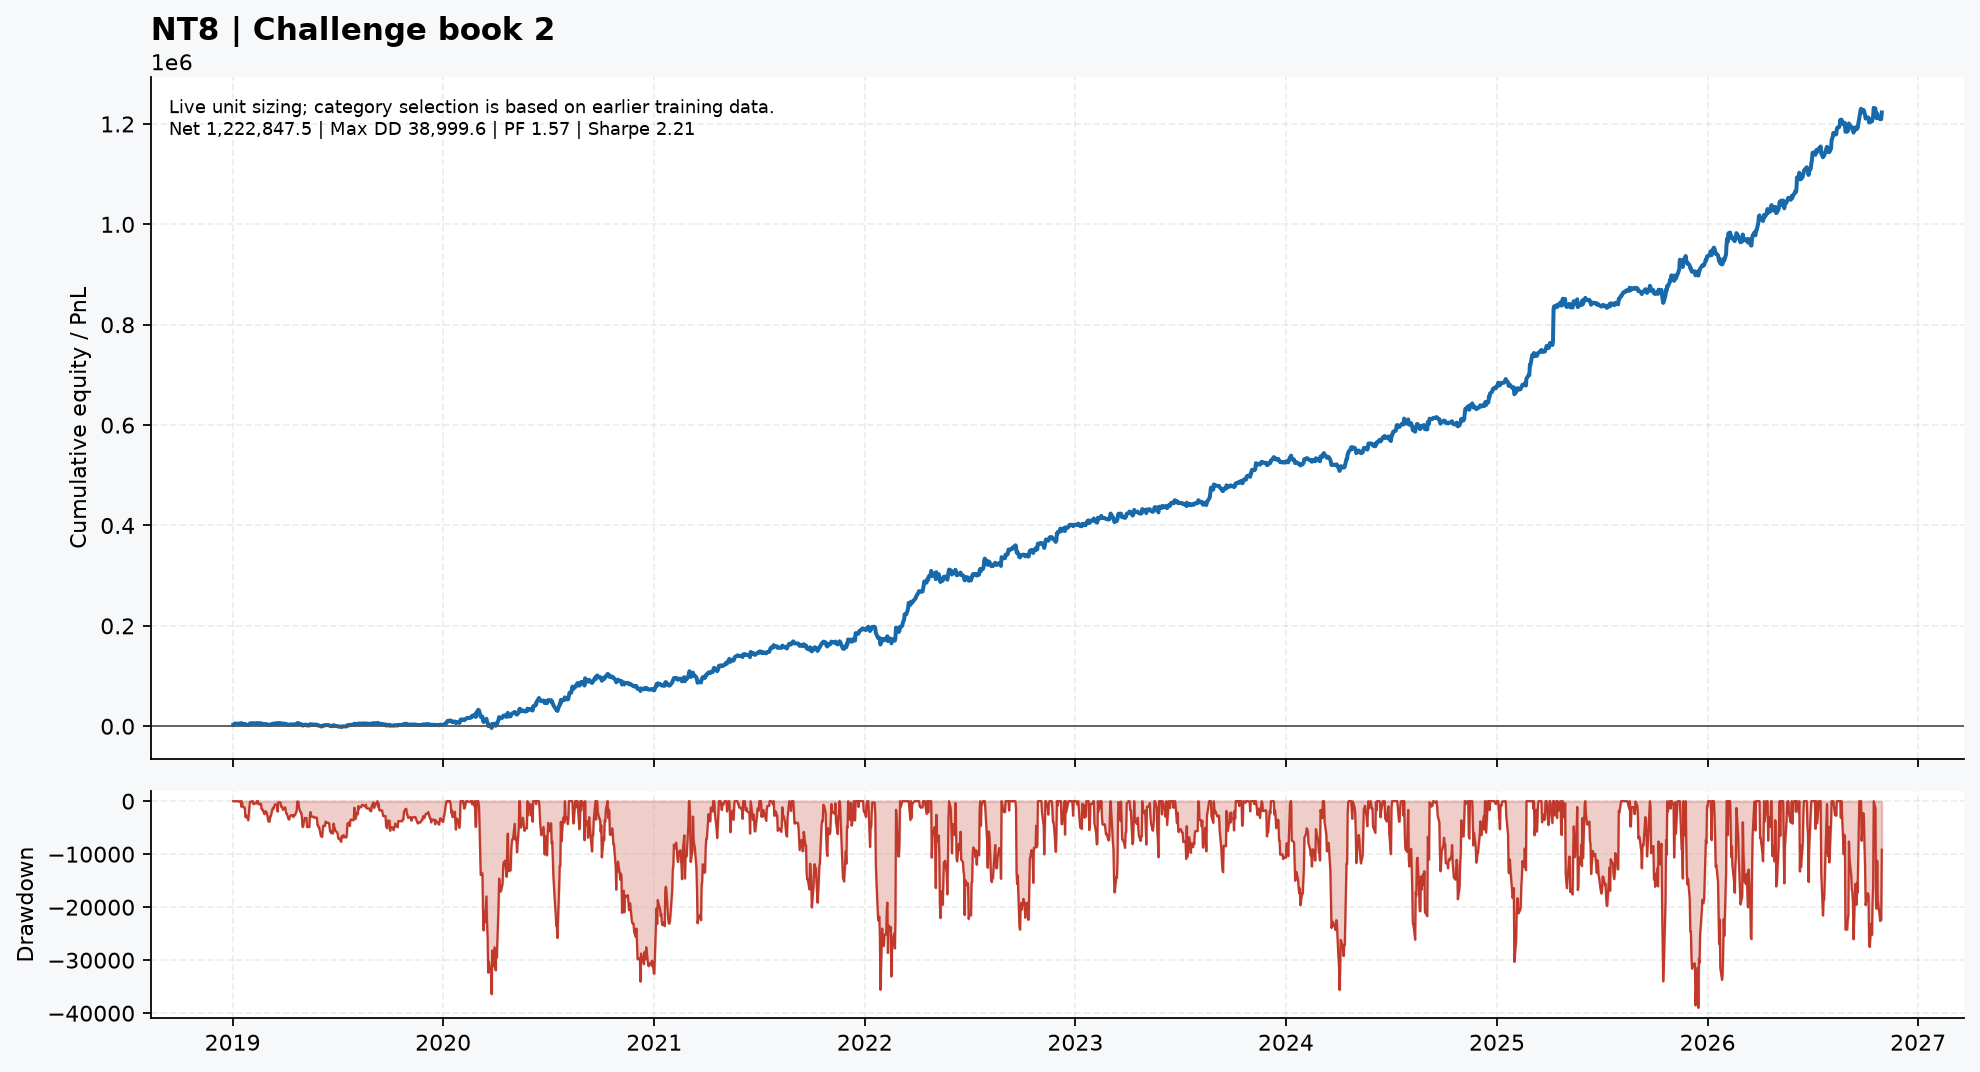 NT8 | Challenge book 2
1e6
Live unit sizing; category selection is based on earlier training data.
Net 1,222,847.5 | Max DD 38,999.6 | PF 1.57 | Sharpe 2.21
Cumulative equity / PnL
1.2
1.0
0.8
0.6
0.4
0.2
0.0
Drawdown
0
−10000
−20000
−30000
−40000
2019 2020 2021 2022 2023 2024 2025 2026 2027